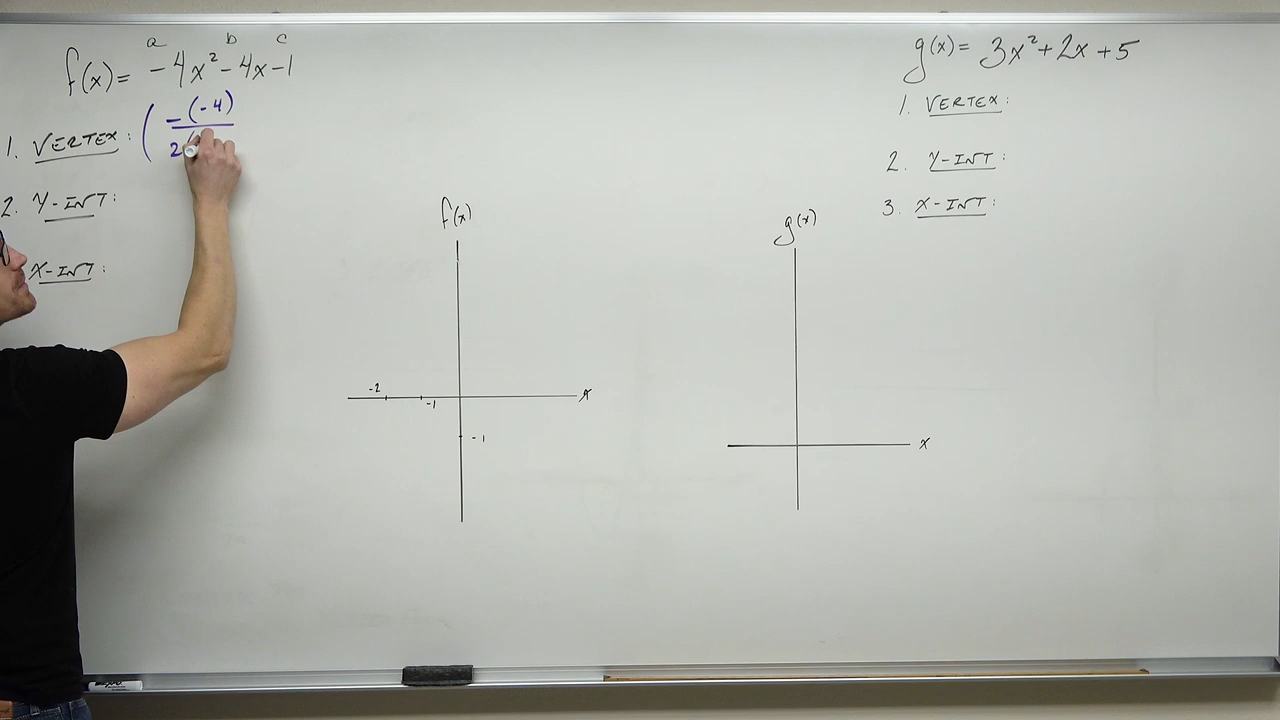 a b c
f(x) = -4x² - 4x - 1
1. VERTEX: ( -(-4)
2(
2. Y-INT:
X-INT:
f(x)
-2
-1
x
-1
g(x)
x
g(x) = 3x² + 2x + 5
1. VERTEX:
2. Y-INT:
3. X-INT: